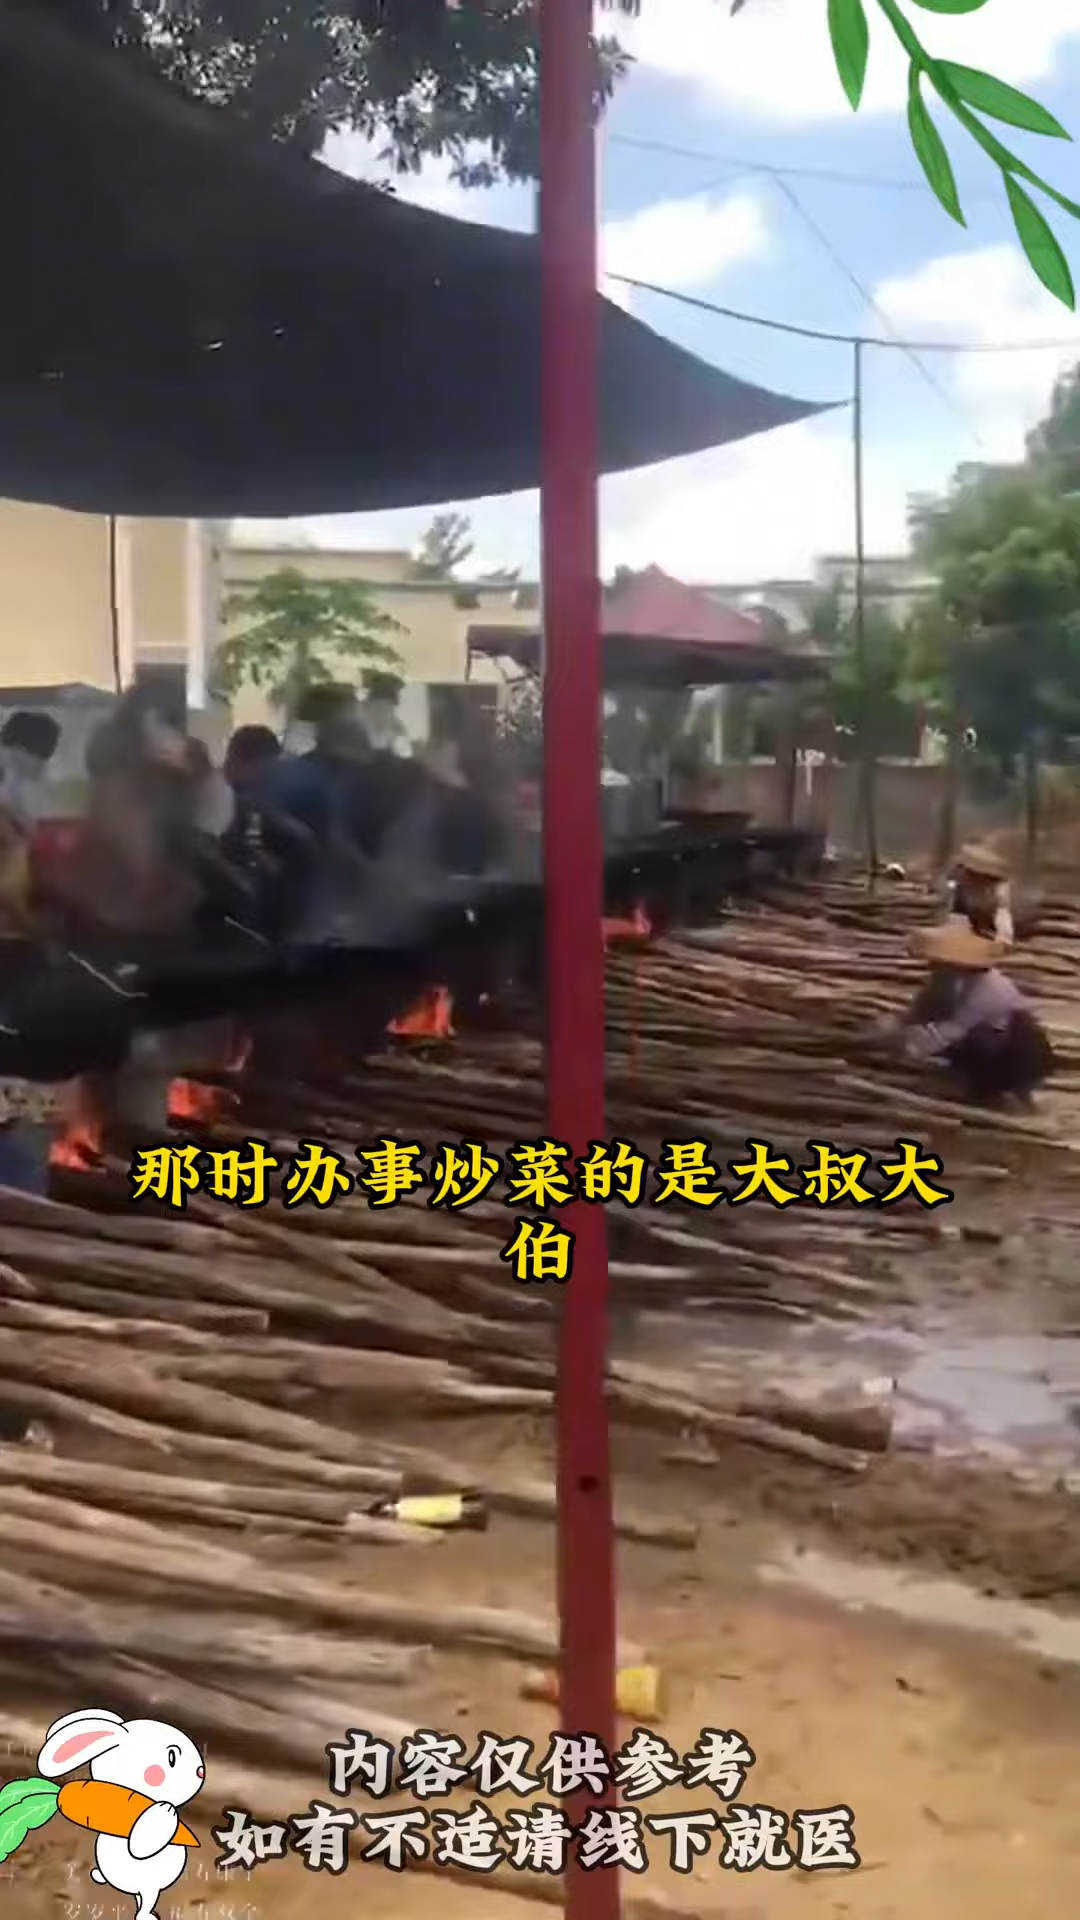 那时办事炒菜的是大叔大
伯
内容仅供参考
如有不适请线下就医